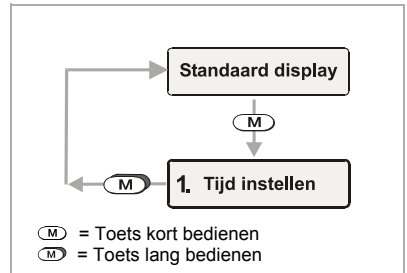 Standaard display
M
M 1. Tijd instellen
M = Toets kort bedienen
M = Toets lang bedienen